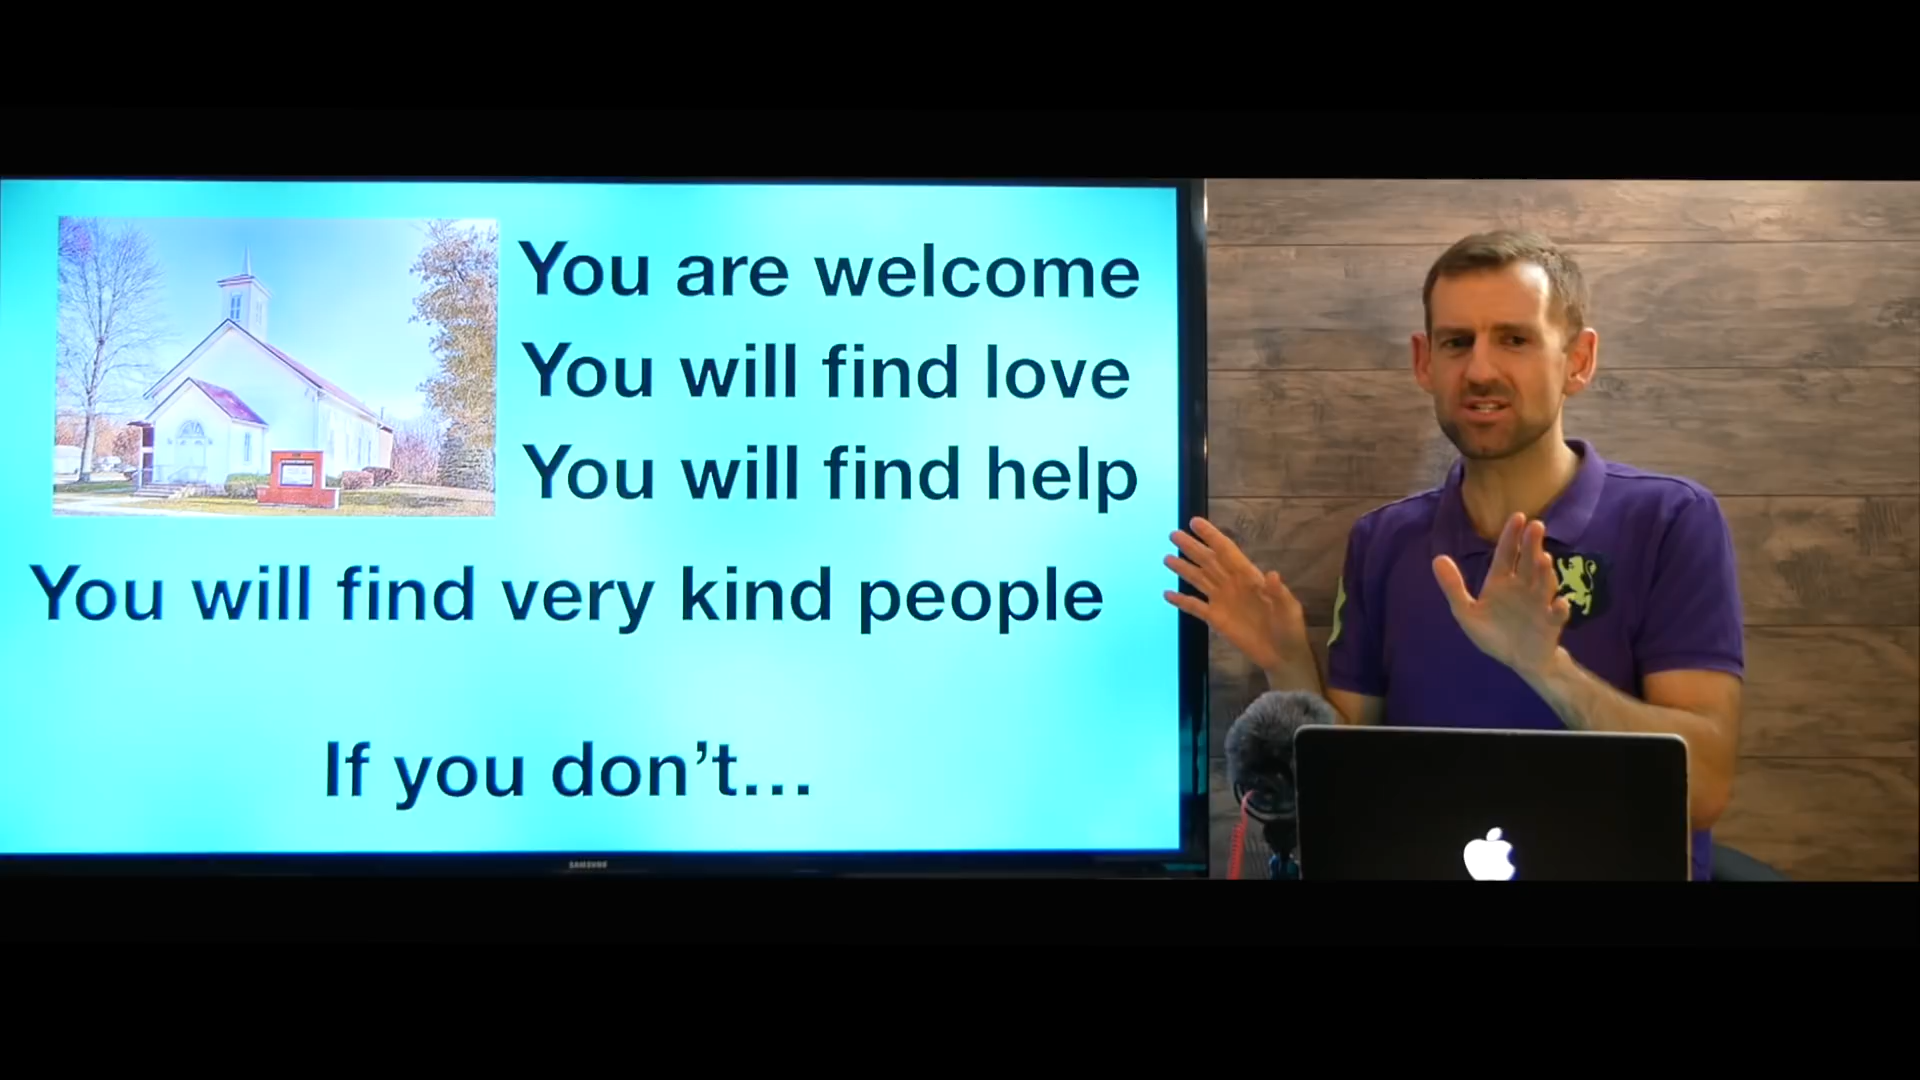 You are welcome
You will find love
You will find help
You will find very kind people
If you don’t...
SAMSUNG